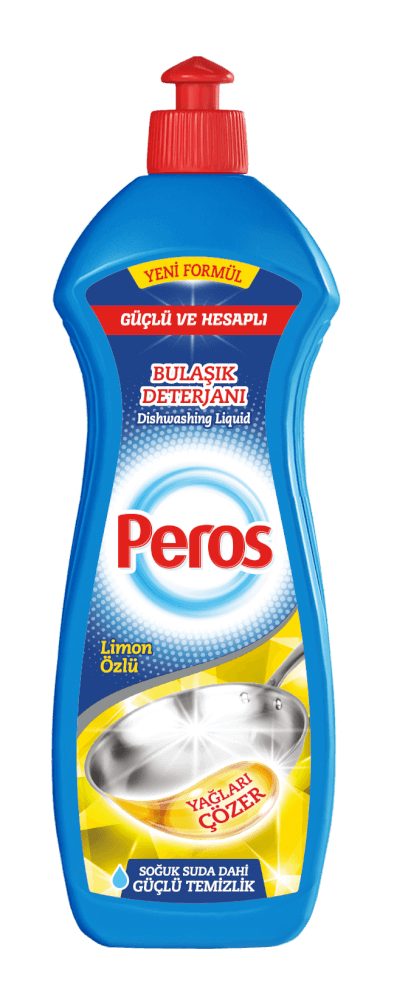 YENİ FORMÜL
GÜÇLÜ VE HESAPLI
BULAŞIK
DETERJANI
Dishwashing Liquid
Peros
Limon
Özlü
YAĞLARI
ÇÖZER
SOĞUK SUDA DAHİ
GÜÇLÜ TEMİZLİK